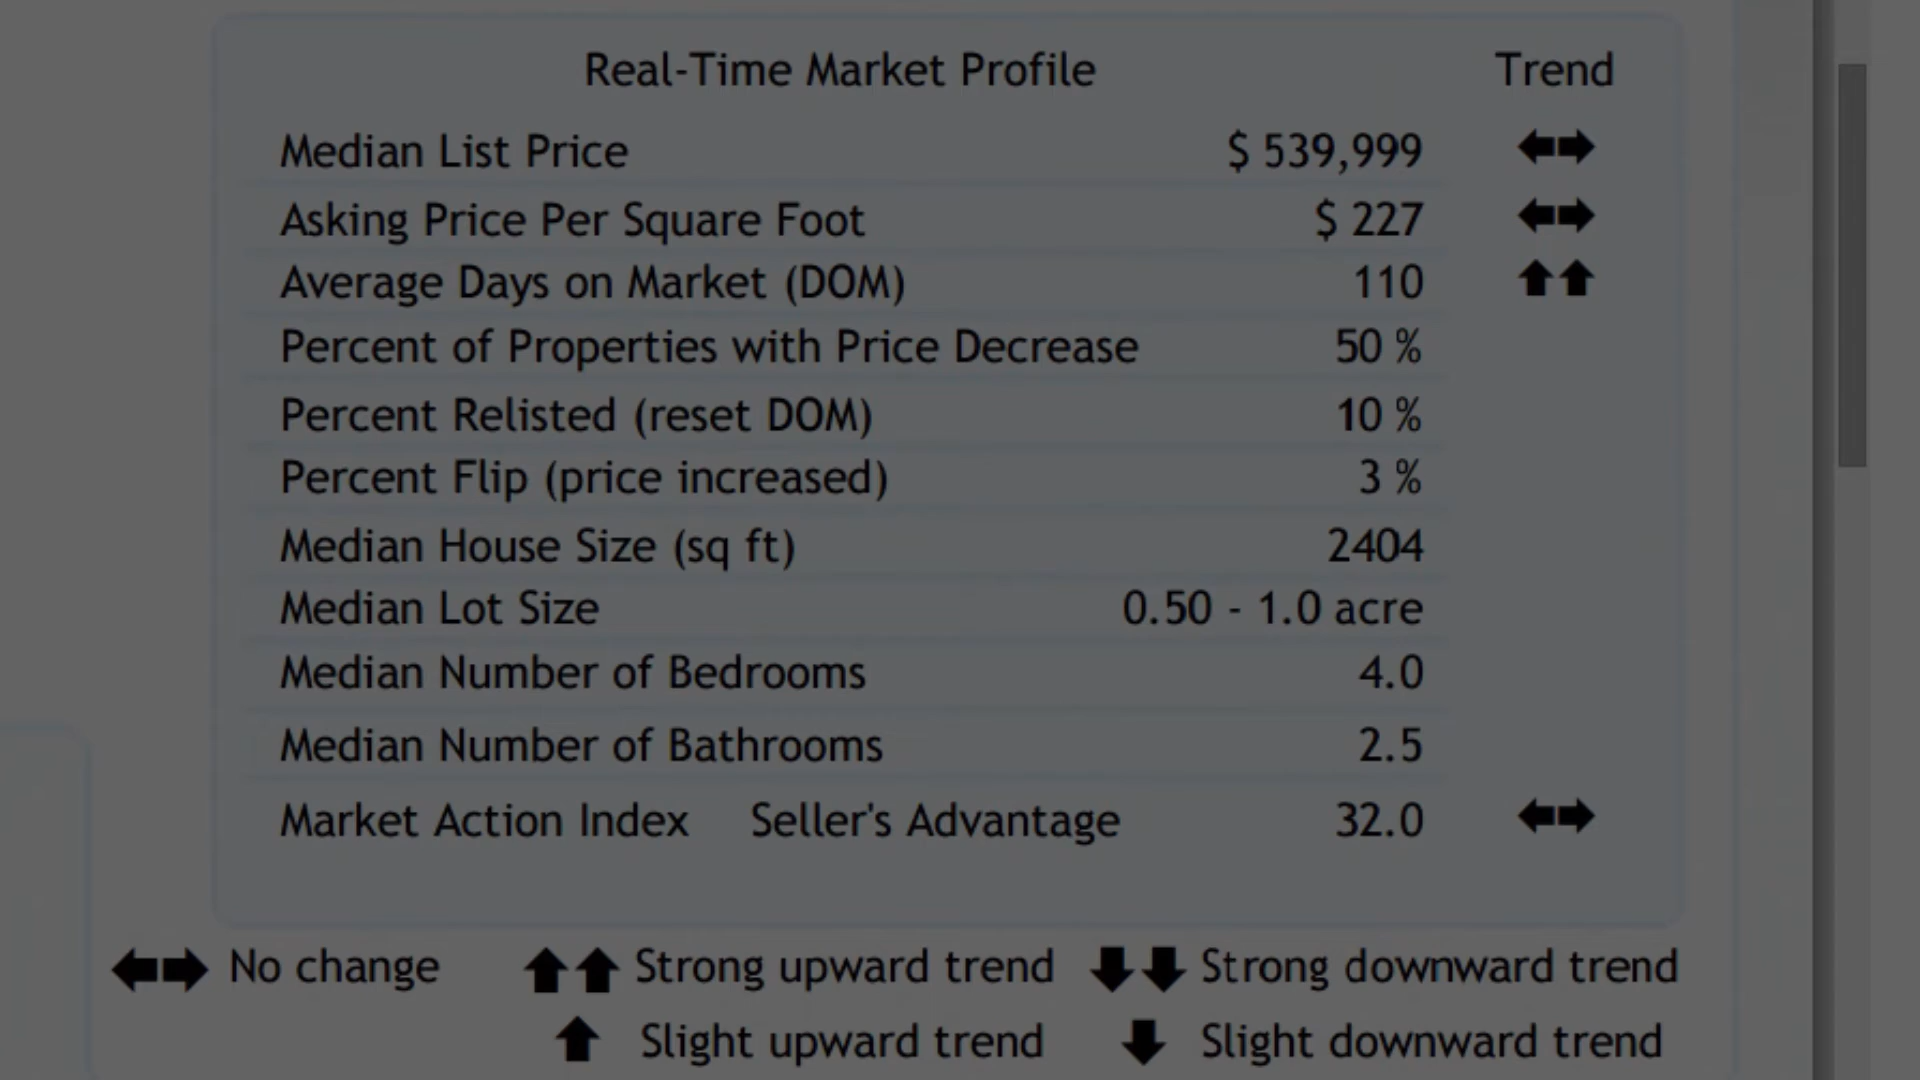 Real-Time Market Profile Trend
Median List Price $ 539,999
Asking Price Per Square Foot $ 227
Average Days on Market (DOM) 110
Percent of Properties with Price Decrease 50 %
Percent Relisted (reset DOM) 10 %
Percent Flip (price increased) 3 %
Median House Size (sq ft) 2404
Median Lot Size 0.50 - 1.0 acre
Median Number of Bedrooms 4.0
Median Number of Bathrooms 2.5
Market Action Index Seller's Advantage 32.0
No change Strong upward trend Strong downward trend
Slight upward trend Slight downward trend